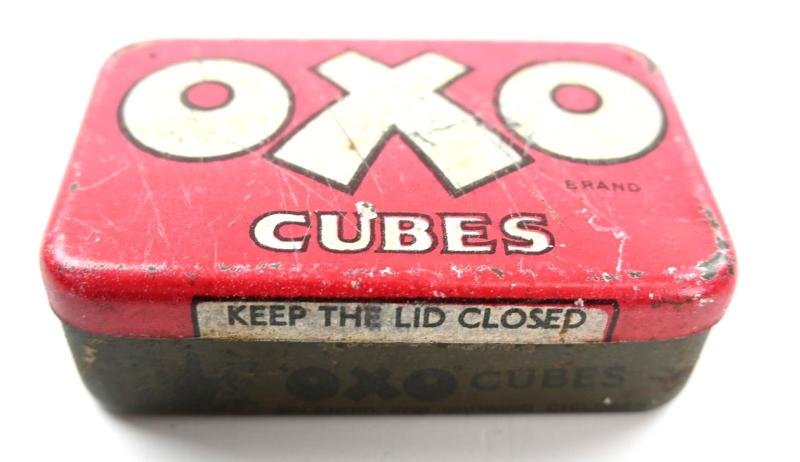 OXO
BRAND
CUBES
KEEP THE LID CLOSED
OXO CUBES